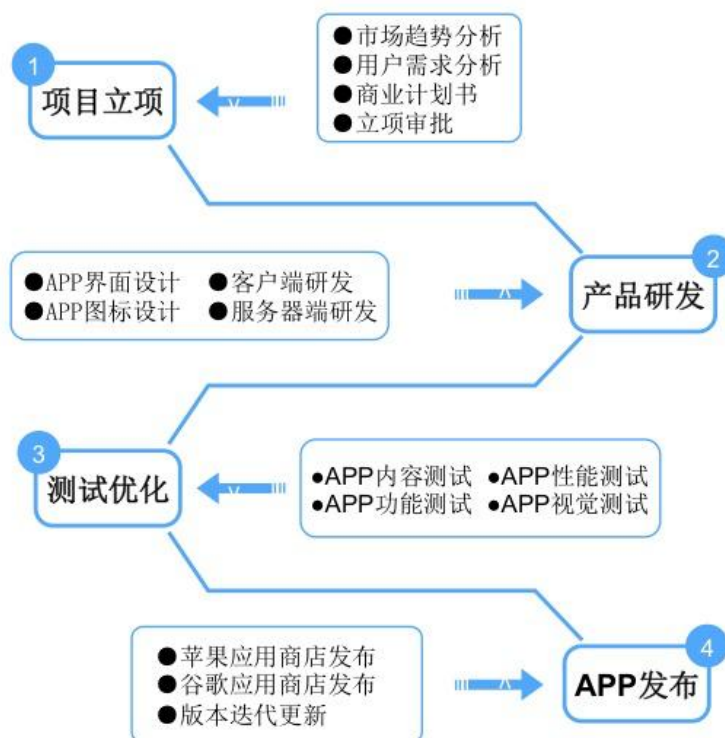 1
项目立项
●市场趋势分析
●用户需求分析
●商业计划书
●立项审批
2
产品研发
●APP界面设计 ●客户端研发
●APP图标设计 ●服务器端研发
3
测试优化
●APP内容测试 ●APP性能测试
●APP功能测试 ●APP视觉测试
4
APP发布
●苹果应用商店发布
●谷歌应用商店发布
●版本迭代更新